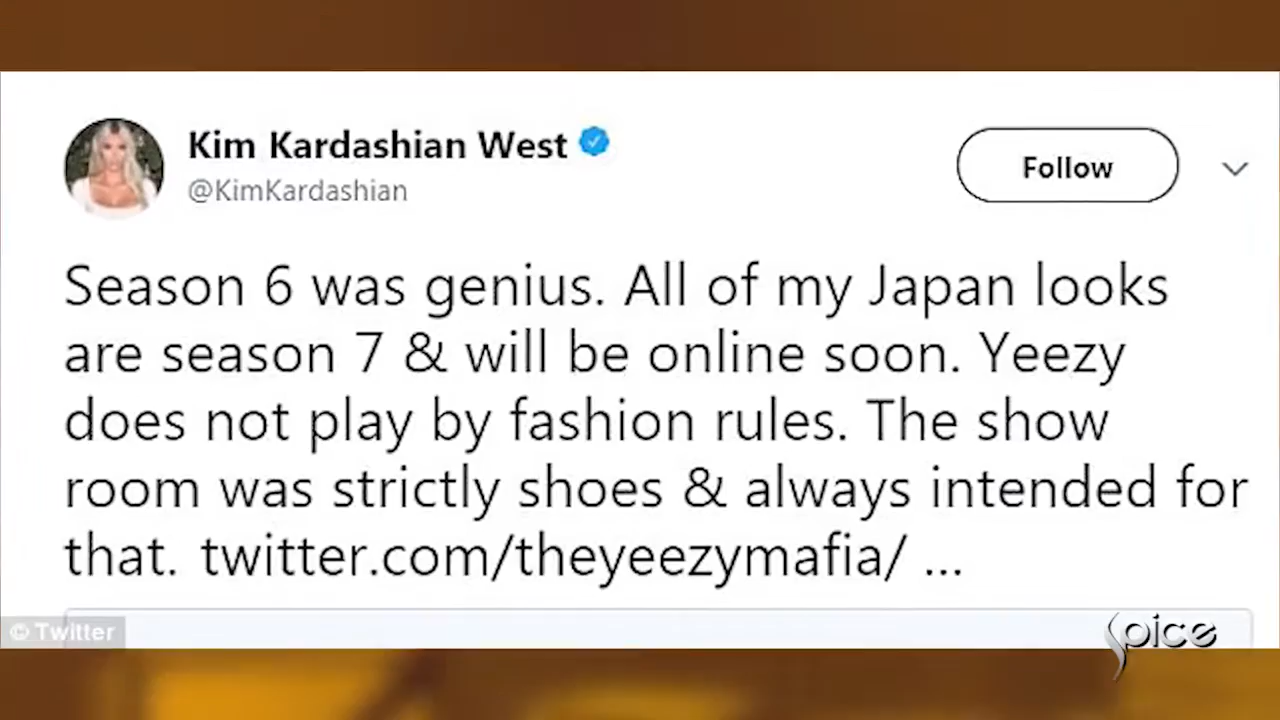 Kim Kardashian West
@KimKardashian
Follow
Season 6 was genius. All of my Japan looks
are season 7 & will be online soon. Yeezy
does not play by fashion rules. The show
room was strictly shoes & always intended for
that. twitter.com/theyeezymafia/ ...
© Twitter
Spice